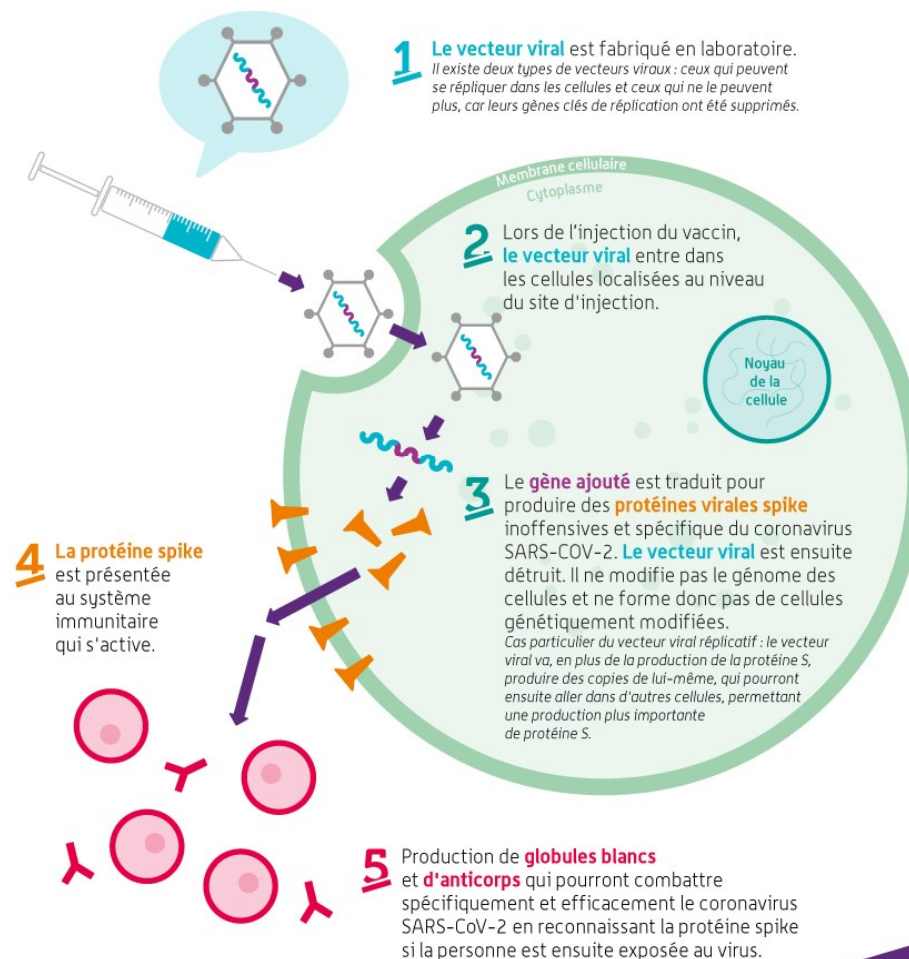 1 Le vecteur viral est fabriqué en laboratoire.
Il existe deux types de vecteurs viraux : ceux qui peuvent
se répliquer dans les cellules et ceux qui ne le peuvent
plus, car leurs gènes clés de réplication ont été supprimés.
Membrane cellulaire
Cytoplasme
2 Lors de l'injection du vaccin,
le vecteur viral entre dans
les cellules localisées au niveau
du site d'injection.
Noyau
de la
cellule
3 Le gène ajouté est traduit pour
produire des protéines virales spike
inoffensives et spécifique du coronavirus
SARS-COV-2. Le vecteur viral est ensuite
détruit. Il ne modifie pas le génome des
cellules et ne forme donc pas de cellules
génétiquement modifiées.
Cas particulier du vecteur viral réplicatif : le vecteur
viral va, en plus de la production de la protéine S,
produire des copies de lui-même, qui pourront
ensuite aller dans d'autres cellules, permettant
une production plus importante
de protéine S.
4 La protéine spike
est présentée
au système
immunitaire
qui s'active.
5 Production de globules blancs
et d'anticorps qui pourront combattre
spécifiquement et efficacement le coronavirus
SARS-CoV-2 en reconnaissant la protéine spike
si la personne est ensuite exposée au virus.